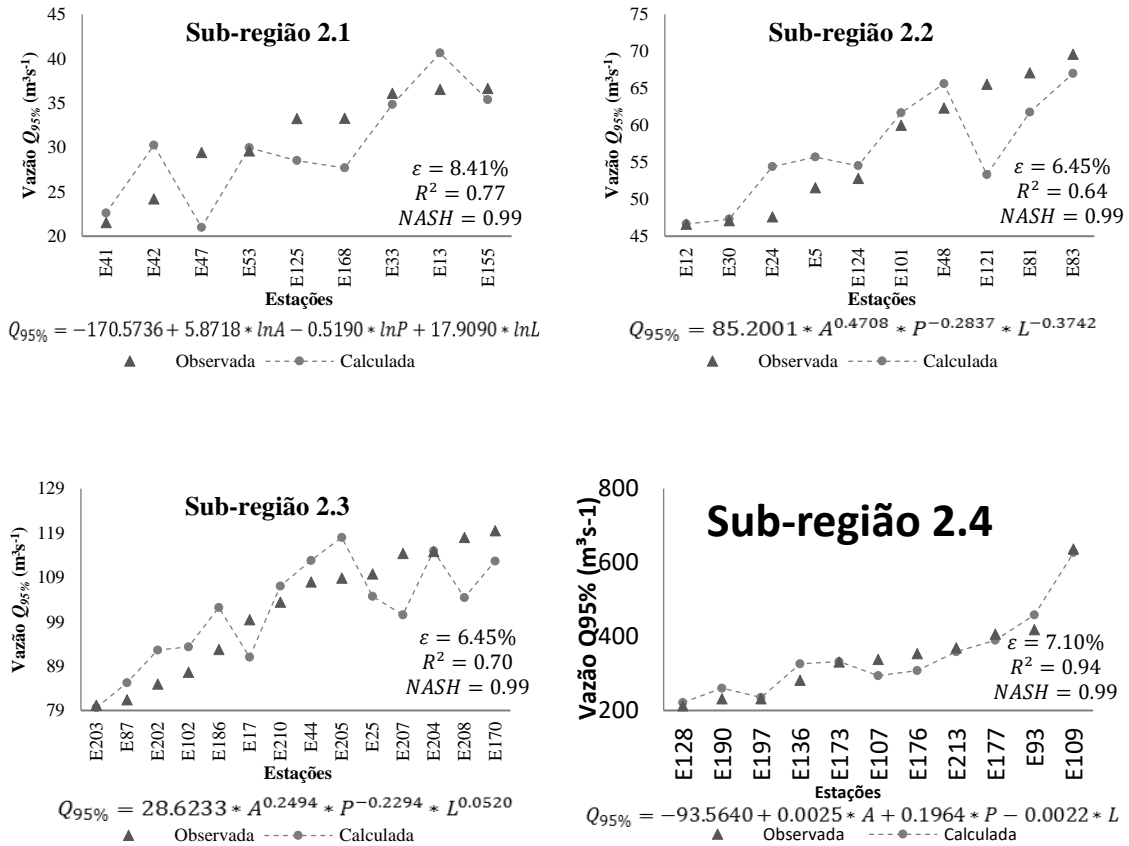 Sub-região 2.1
Vazão Q95% (m³s-1)
45
40
35
30
25
20
ε = 8.41%
R² = 0.77
NASH = 0.99
E41 E42 E47 E53 E125 E168 E33 E13 E155
Estações
Q95% = −170.5736 + 5.8718 * lnA − 0.5190 * lnP + 17.9090 * lnL
Observada Calculada
Sub-região 2.2
Vazão Q95% (m³s-1)
75
70
65
60
55
50
45
ε = 6.45%
R² = 0.64
NASH = 0.99
E12 E30 E24 E5 E124 E101 E48 E121 E81 E83
Estações
Q95% = 85.2001 * A^0.4708 * P^−0.2837 * L^−0.3742
Observada Calculada
Sub-região 2.3
Vazão Q95% (m³s-1)
129
119
109
99
89
79
ε = 6.45%
R² = 0.70
NASH = 0.99
E203 E87 E202 E102 E186 E17 E210 E44 E205 E25 E207 E204 E208 E170
Estações
Q95% = 28.6233 * A^0.2494 * P^−0.2294 * L^0.0520
Observada Calculada
Sub-região 2.4
Vazão Q95% (m³s-1)
800
600
400
200
ε = 7.10%
R² = 0.94
NASH = 0.99
E128 E190 E197 E136 E173 E107 E176 E213 E177 E93 E109
Estações
Q95% = −93.5640 + 0.0025 * A + 0.1964 * P − 0.0022 * L
Observada Calculada